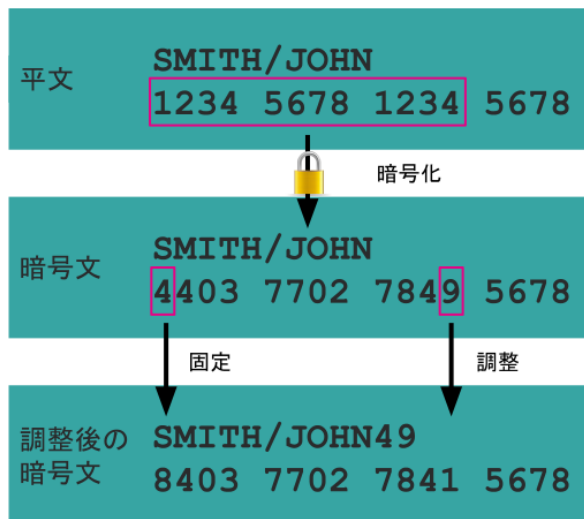 平文
SMITH/JOHN
1234 5678 1234 5678
暗号化
暗号文
SMITH/JOHN
4403 7702 7849 5678
固定
調整
調整後の
暗号文
SMITH/JOHN49
8403 7702 7841 5678